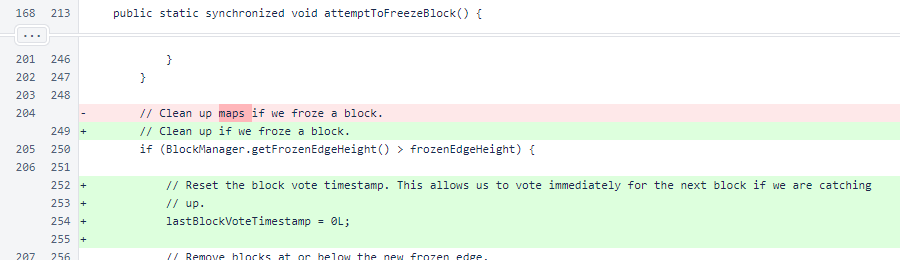 168 213 public static synchronized void attemptToFreezeBlock() {
...
201 246 }
202 247 }
203 248
204 - // Clean up maps if we froze a block.
249 + // Clean up if we froze a block.
205 250 if (BlockManager.getFrozenEdgeHeight() > frozenEdgeHeight) {
206 251
252 + // Reset the block vote timestamp. This allows us to vote immediately for the next block if we are catching
253 + // up.
254 + lastBlockVoteTimestamp = 0L;
255 +
207 256 // Remove blocks at or below the new frozen edge.